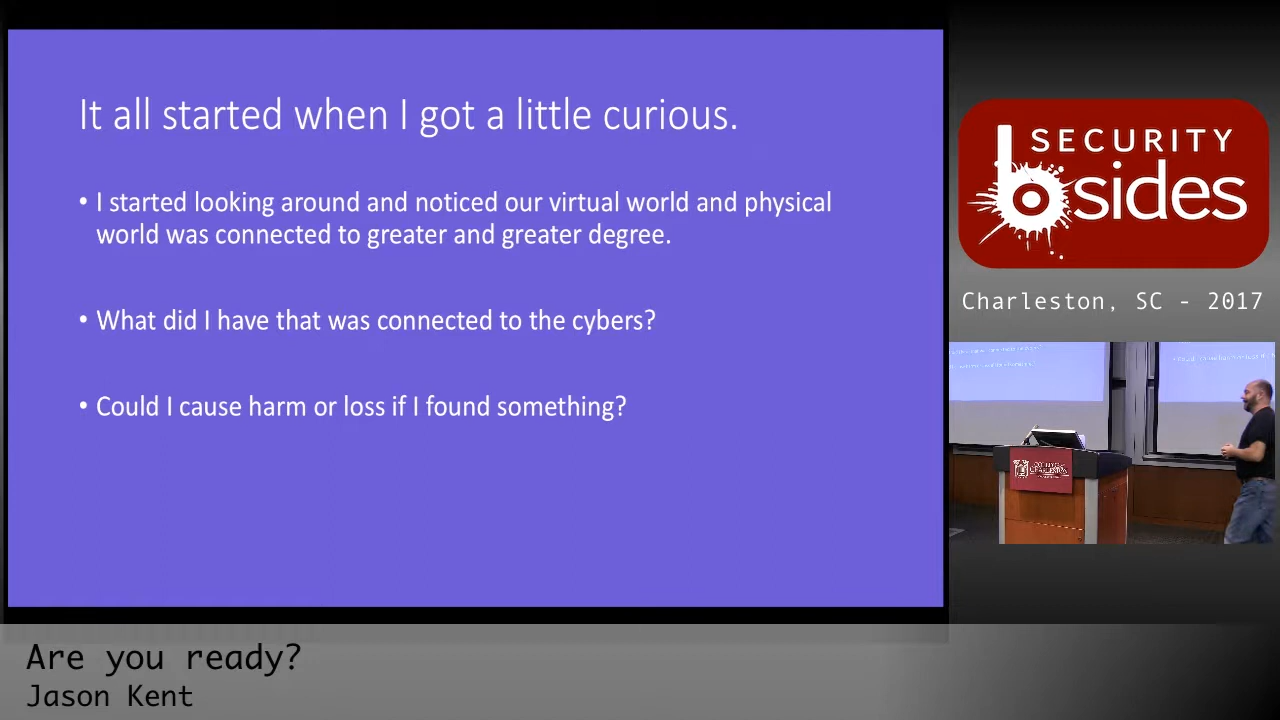 It all started when I got a little curious.
• I started looking around and noticed our virtual world and physical
world was connected to greater and greater degree.
• What did I have that was connected to the cybers?
• Could I cause harm or loss if I found something?
SECURITY
bsides
Charleston, SC - 2017
Are you ready?
Jason Kent